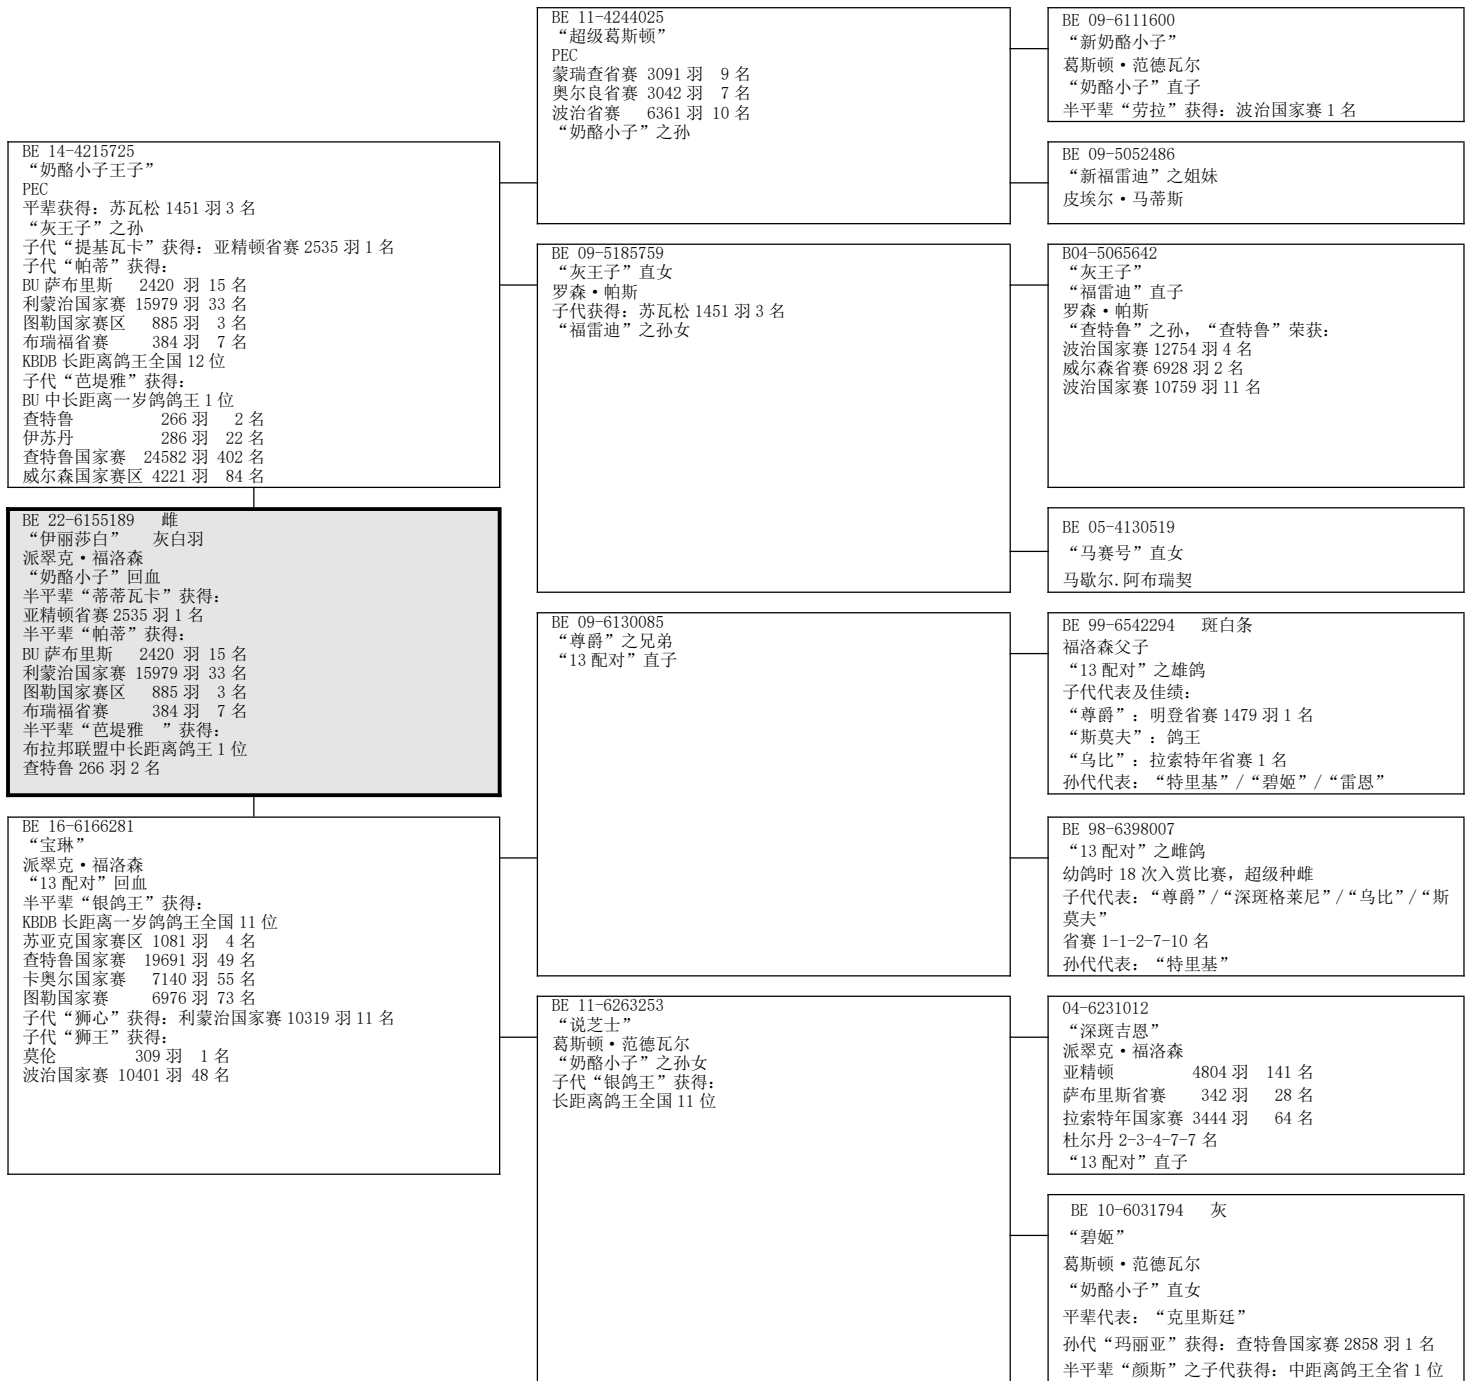 BE 14-4215725
“奶酪小子王子”
PEC
平辈获得：苏瓦松 1451 羽 3 名
“灰王子”之孙
子代“提基瓦卡”获得：亚精顿省赛 2535 羽 1 名
子代“帕蒂”获得：
BU 萨布里斯 2420 羽 15 名
利蒙治国家赛 15979 羽 33 名
图勒国家赛区 885 羽 3 名
布瑞福省赛 384 羽 7 名
KBDB 长距离鸽王全国 12 位
子代“芭堤雅”获得：
BU 中长距离一岁鸽鸽王 1 位
查特鲁 266 羽 2 名
伊苏丹 286 羽 22 名
查特鲁国家赛 24582 羽 402 名
威尔森国家赛区 4221 羽 84 名
BE 22-6155189 雌
“伊丽莎白” 灰白羽
派翠克•福洛森
“奶酪小子”回血
半平辈“蒂蒂瓦卡”获得：
亚精顿省赛 2535 羽 1 名
半平辈“帕蒂”获得：
BU 萨布里斯 2420 羽 15 名
利蒙治国家赛 15979 羽 33 名
图勒国家赛区 885 羽 3 名
布瑞福省赛 384 羽 7 名
半平辈“芭堤雅 ”获得：
布拉邦联盟中长距离鸽王 1 位
查特鲁 266 羽 2 名
BE 16-6166281
“宝琳”
派翠克•福洛森
“13 配对”回血
半平辈“银鸽王”获得：
KBDB 长距离一岁鸽鸽王全国 11 位
苏亚克国家赛区 1081 羽 4 名
查特鲁国家赛 19691 羽 49 名
卡奥尔国家赛 7140 羽 55 名
图勒国家赛 6976 羽 73 名
子代“狮心”获得：利蒙治国家赛 10319 羽 11 名
子代“狮王”获得：
莫伦 309 羽 1 名
波治国家赛 10401 羽 48 名
BE 11-4244025
“超级葛斯顿”
PEC
蒙瑞查省赛 3091 羽 9 名
奥尔良省赛 3042 羽 7 名
波治省赛 6361 羽 10 名
“奶酪小子”之孙
BE 09-5185759
“灰王子”直女
罗森•帕斯
子代获得：苏瓦松 1451 羽 3 名
“福雷迪”之孙女
BE 09-6130085
“尊爵”之兄弟
“13 配对”直子
BE 11-6263253
“说芝士”
葛斯顿•范德瓦尔
“奶酪小子”之孙女
子代“银鸽王”获得：
长距离鸽王全国 11 位
BE 09-6111600
“新奶酪小子”
葛斯顿•范德瓦尔
“奶酪小子”直子
半平辈“劳拉”获得：波治国家赛 1 名
BE 09-5052486
“新福雷迪”之姐妹
皮埃尔•马蒂斯
B04-5065642
“灰王子”
“福雷迪”直子
罗森•帕斯
“查特鲁”之孙，“查特鲁”荣获：
波治国家赛 12754 羽 4 名
威尔森省赛 6928 羽 2 名
波治国家赛 10759 羽 11 名
BE 05-4130519
“马赛号”直女
马歇尔.阿布瑞契
BE 99-6542294 斑白条
福洛森父子
“13 配对”之雄鸽
子代代表及佳绩：
“尊爵”：明登省赛 1479 羽 1 名
“斯莫夫”：鸽王
“乌比”：拉索特年省赛 1 名
孙代代表：“特里基”/“碧姬”/“雷恩”
BE 98-6398007
“13 配对”之雌鸽
幼鸽时 18 次入赏比赛，超级种雌
子代代表：“尊爵”/“深斑格莱尼”/“乌比”/“斯
莫夫”
省赛 1-1-2-7-10 名
孙代代表：“特里基”
04-6231012
“深斑吉恩”
派翠克•福洛森
亚精顿 4804 羽 141 名
萨布里斯省赛 342 羽 28 名
拉索特年国家赛 3444 羽 64 名
杜尔丹 2-3-4-7-7 名
“13 配对”直子
BE 10-6031794 灰
“碧姬”
葛斯顿•范德瓦尔
“奶酪小子”直女
平辈代表：“克里斯廷”
孙代“玛丽亚”获得：查特鲁国家赛 2858 羽 1 名
半平辈“颜斯”之子代获得：中距离鸽王全省 1 位